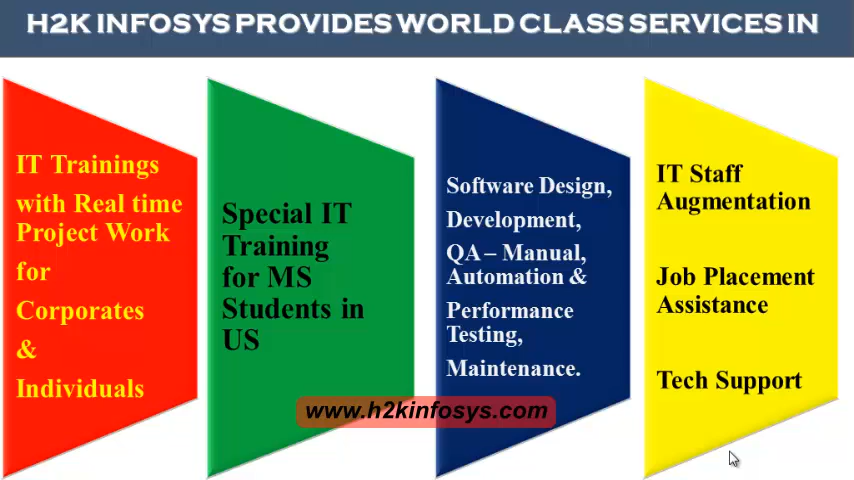 H2K INFOSYS PROVIDES WORLD CLASS SERVICES IN
IT Trainings
with Real time
Project Work
for
Corporates
&
Individuals
Special IT
Training
for MS
Students in
US
Software Design,
Development,
QA – Manual,
Automation &
Performance
Testing,
Maintenance.
IT Staff
Augmentation
Job Placement
Assistance
Tech Support
www.h2kinfosys.com